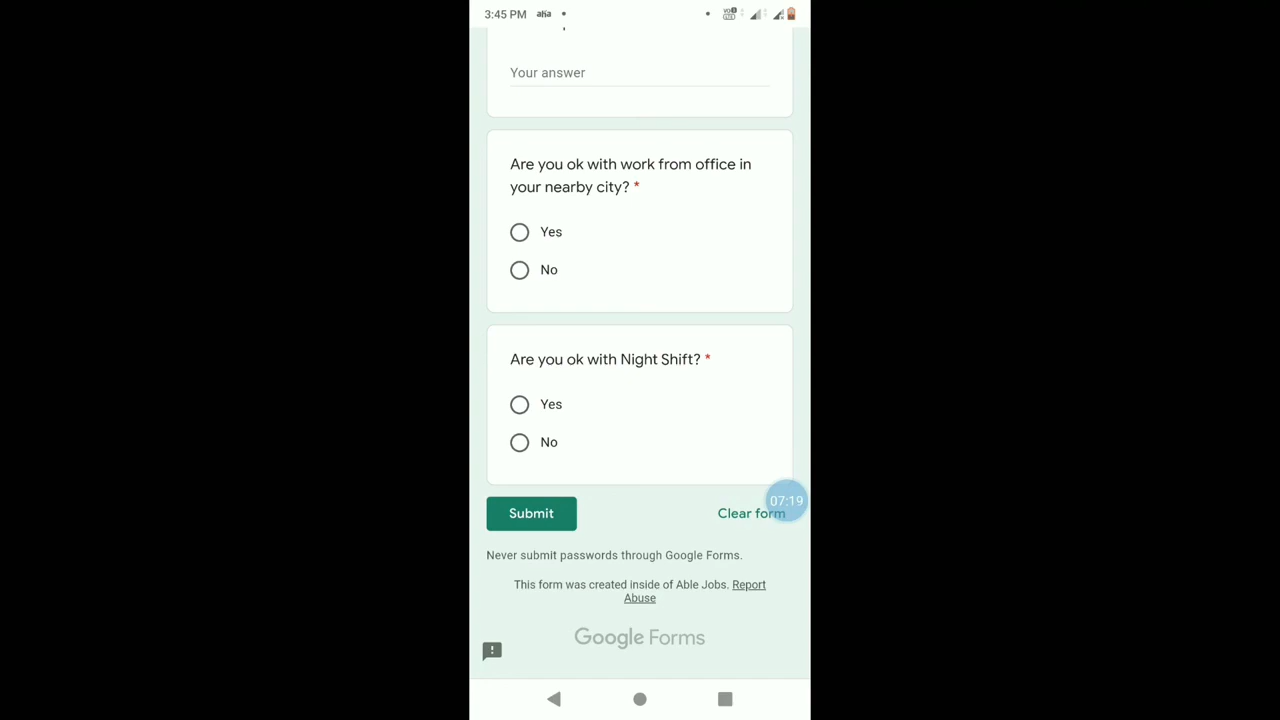 3:45 PM aha
Your answer
Are you ok with work from office in
your nearby city? *
Yes
No
Are you ok with Night Shift? *
Yes
No
07:19
Submit Clear form
Never submit passwords through Google Forms.
This form was created inside of Able Jobs. Report
Abuse
Google Forms